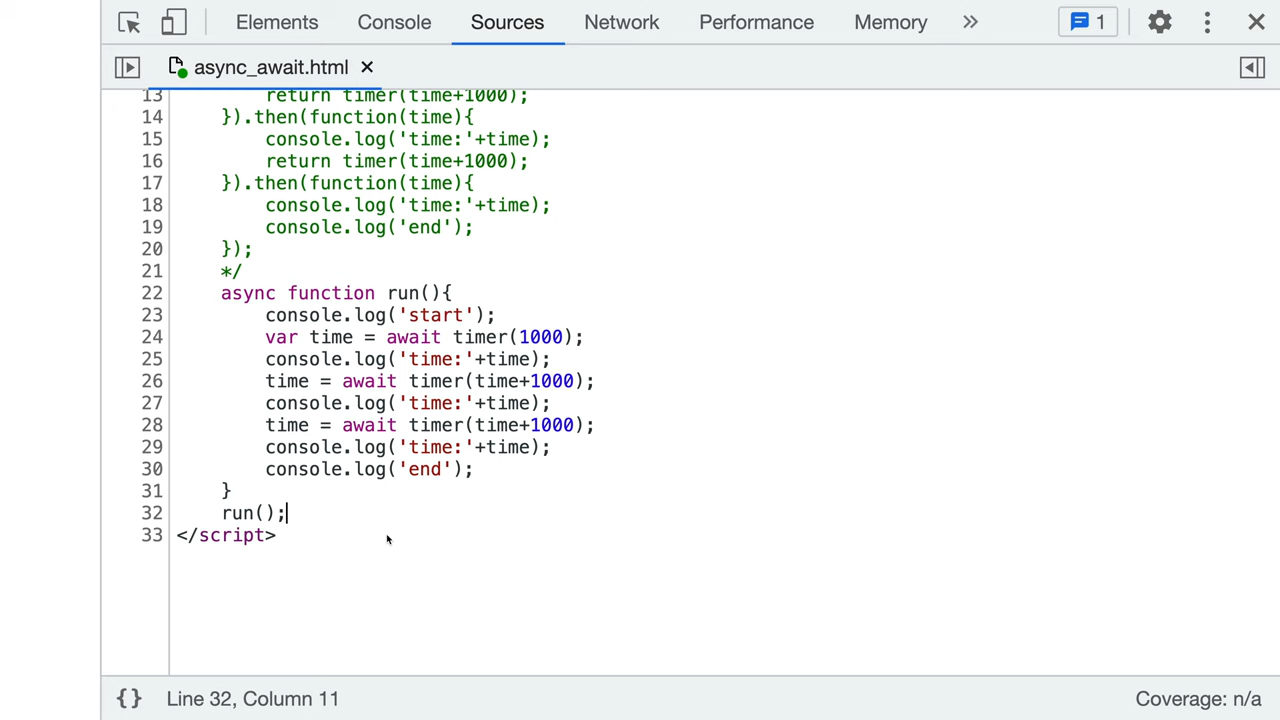 Elements Console Sources Network Performance Memory » 1
async_await.html ×
13 return timer(time+1000);
14 }).then(function(time){
15 console.log('time:'+time);
16 return timer(time+1000);
17 }).then(function(time){
18 console.log('time:'+time);
19 console.log('end');
20 });
21 */
22 async function run(){
23 console.log('start');
24 var time = await timer(1000);
25 console.log('time:'+time);
26 time = await timer(time+1000);
27 console.log('time:'+time);
28 time = await timer(time+1000);
29 console.log('time:'+time);
30 console.log('end');
31 }
32 run();
33 </script>
{} Line 32, Column 11 Coverage: n/a